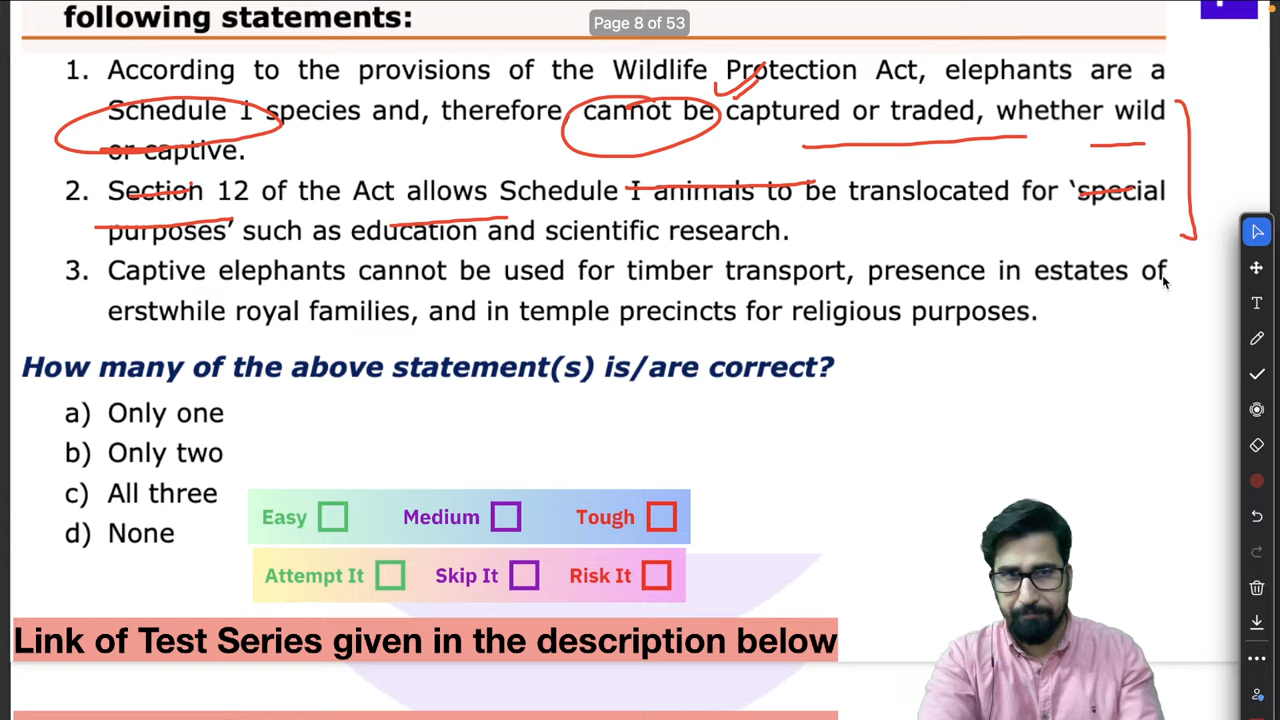 following statements:
Page 8 of 53
1. According to the provisions of the Wildlife Protection Act, elephants are a
Schedule 1 species and, therefore, cannot be captured or traded, whether wild
or captive.
2. Section 12 of the Act allows Schedule I animals to be translocated for ‘special
purposes’ such as education and scientific research.
3. Captive elephants cannot be used for timber transport, presence in estates of
erstwhile royal families, and in temple precincts for religious purposes.
How many of the above statement(s) is/are correct?
a) Only one
b) Only two
c) All three
d) None
Easy Medium Tough
Attempt It Skip It Risk It
Link of Test Series given in the description below